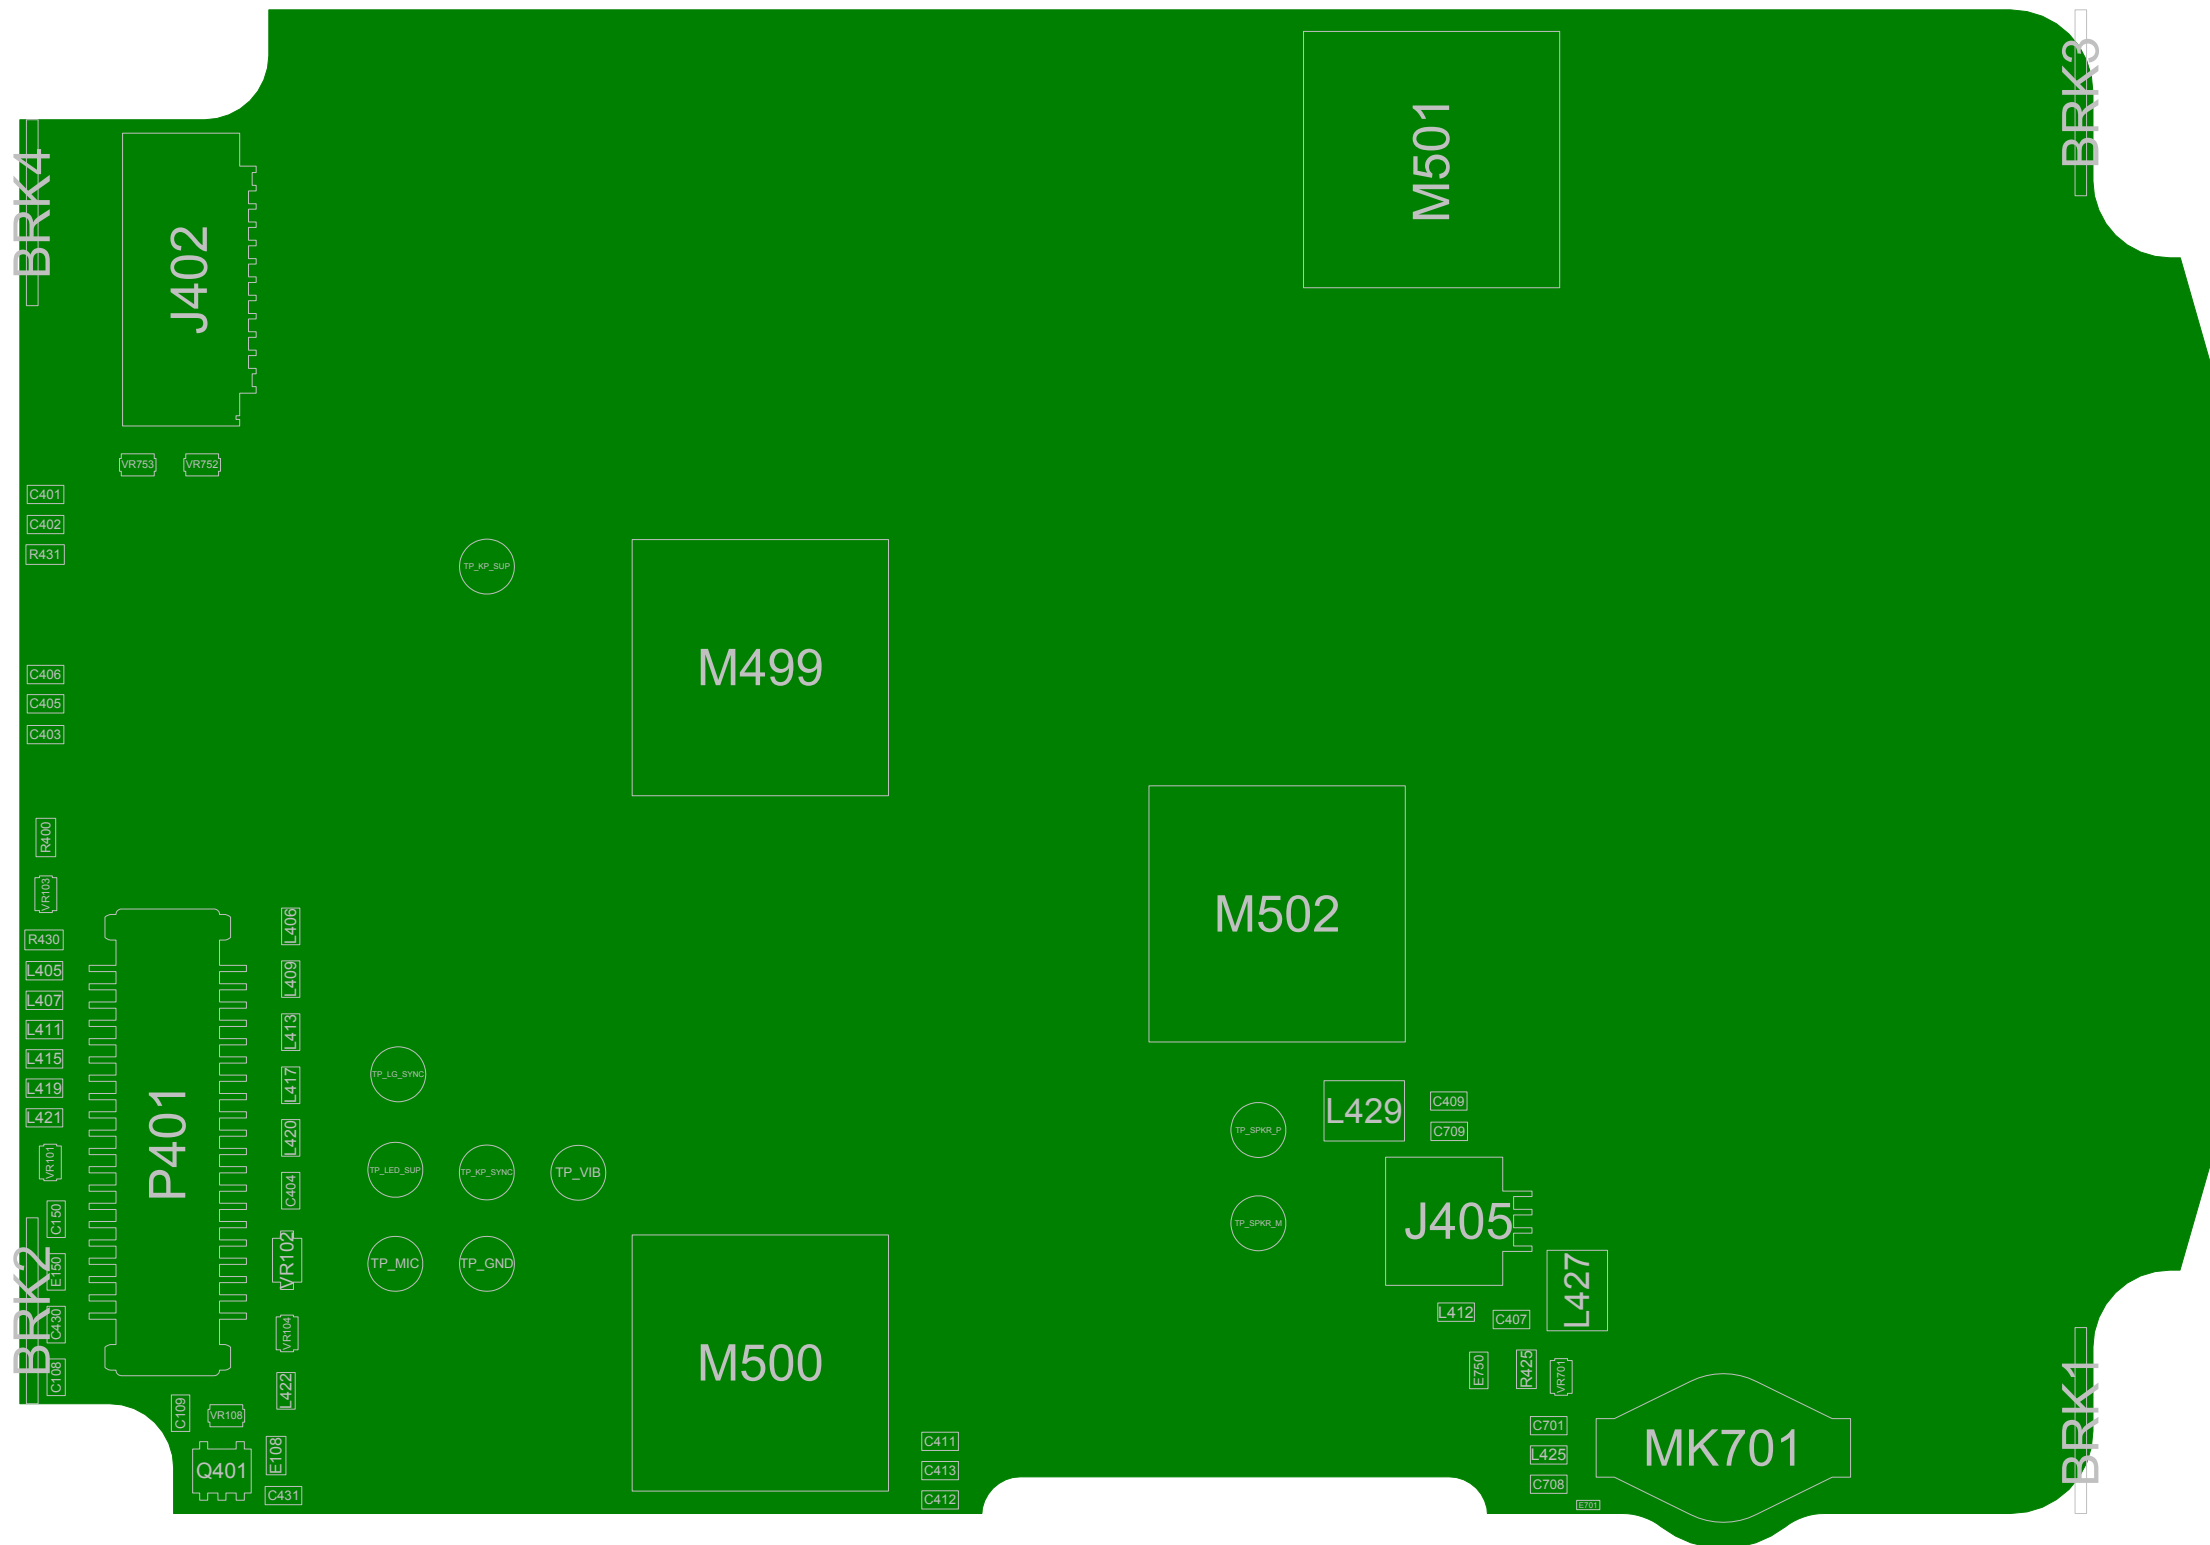 BRK3
M501
BRK4
J402
VR753 VR752
C401
C402
R431
TP_KP_SUP
M499
C406
C405
C403
R400
VR103
M502
L406
R430
L405
L409
L407
L411
L413
L415
TP_LG_SYNC
L417
L419
C409
L429
L421
TP_SPKR_P
C709
L420
P401
VR101
TP_LED_SUP
TP_KP_SYNC
TP_VIB
C404
C150
TP_SPKR_M
J405
VR102
TP_MIC
TP_GND
E150
L427
BRK2
L412
C407
C430
VR104
M500
E750
R425
VR701
C108
L422
C109
VR108
BRK1
C701
C411
MK701
E108
L425
Q401
C413
C708
C431
C412
E701